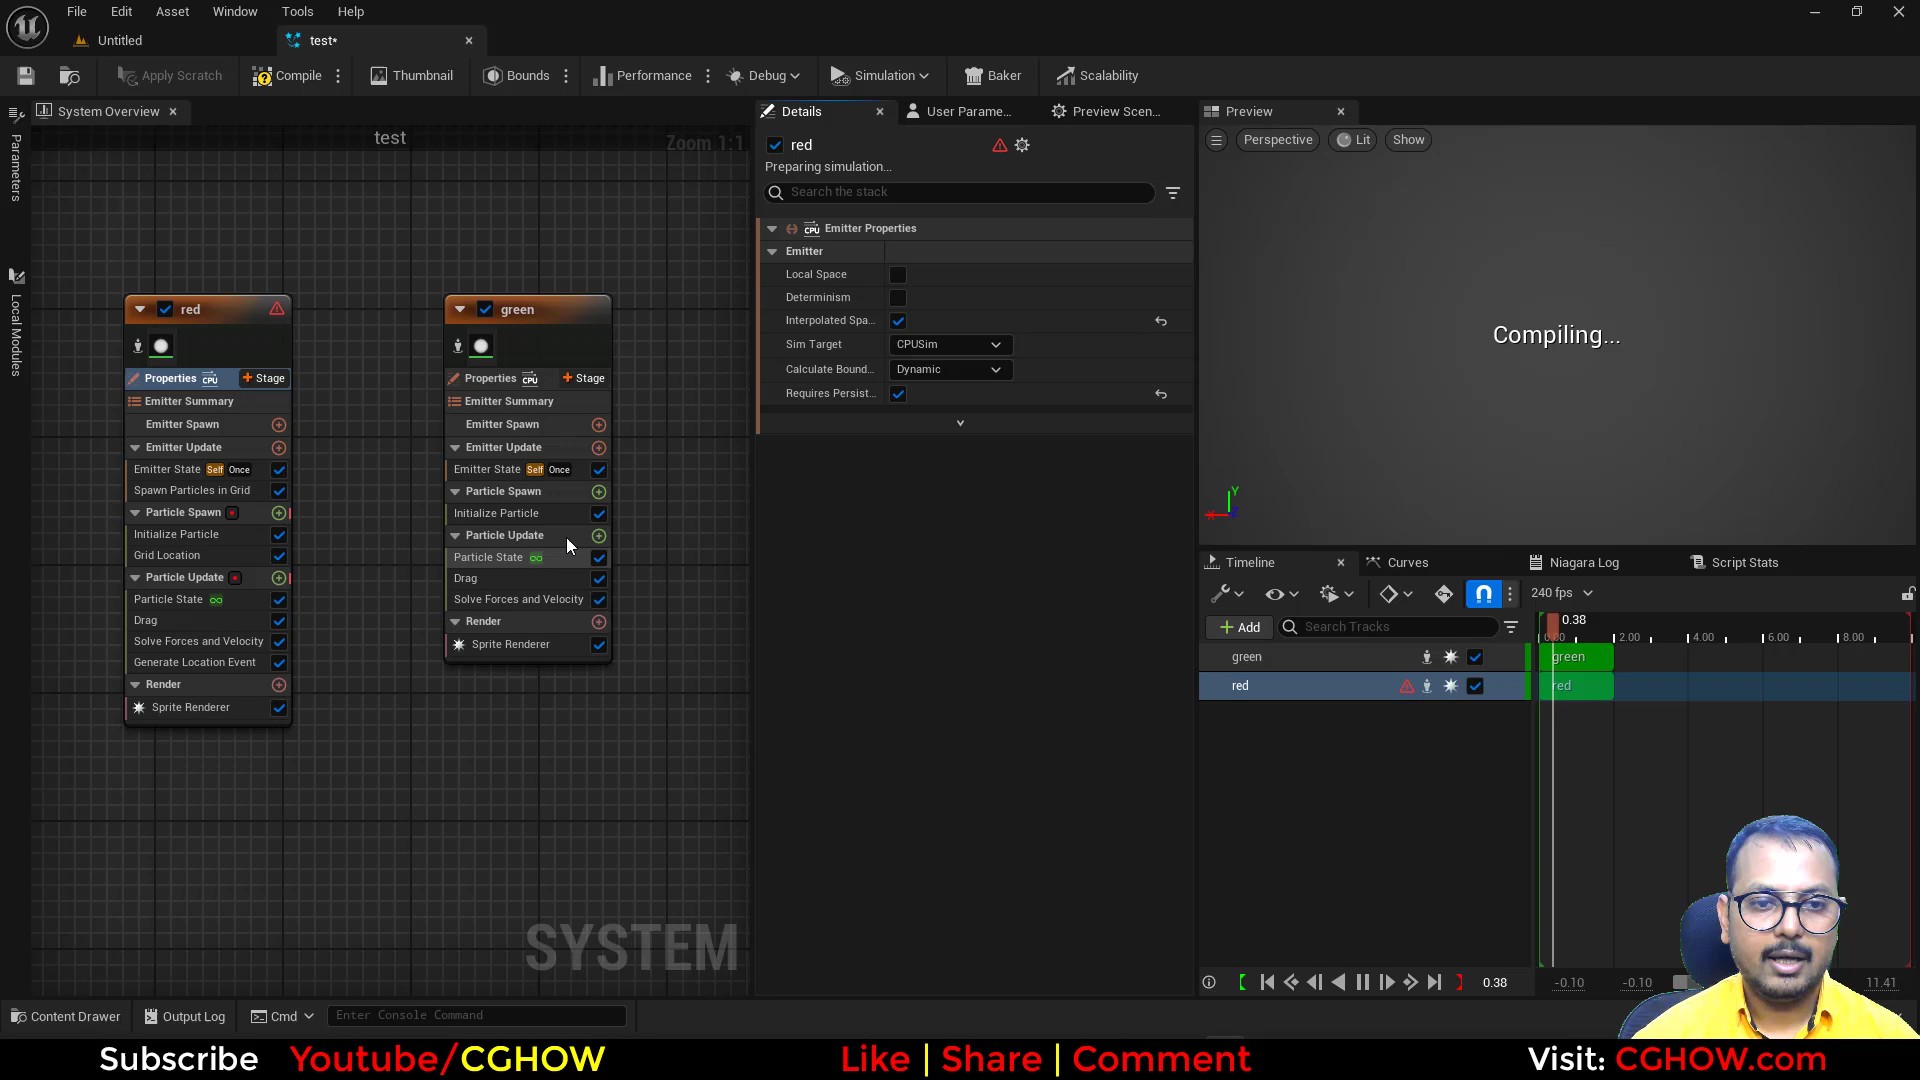 File Edit Asset Window Tools Help
Untitled
test*
Apply Scratch Compile Thumbnail Bounds Performance Debug Simulation Baker Scalability
System Overview
test
Zoom 1:1
Parameters
Local Modules
red
Properties CPU Stage
Emitter Summary
Emitter Spawn
Emitter Update
Emitter State Self Once
Spawn Particles in Grid
Particle Spawn
Initialize Particle
Grid Location
Particle Update
Particle State
Drag
Solve Forces and Velocity
Generate Location Event
Render
Sprite Renderer
green
Properties CPU Stage
Emitter Summary
Emitter Spawn
Emitter Update
Emitter State Self Once
Particle Spawn
Initialize Particle
Particle Update
Particle State
Drag
Solve Forces and Velocity
Render
Sprite Renderer
SYSTEM
Details User Parame... Preview Scen...
red
Preparing simulation...
Search the stack
CPU Emitter Properties
Emitter
Local Space
Determinism
Interpolated Spa...
Sim Target CPUSim
Calculate Bound... Dynamic
Requires Persist...
Preview
Perspective Lit Show
Compiling...
Y
Timeline Curves Niagara Log Script Stats
240 fps
0.38
Add Search Tracks
0.00 2.00 4.00 6.00 8.00
green green
red red
0.38 -0.10 -0.10 11.41
Content Drawer Output Log Cmd Enter Console Command
Subscribe Youtube/CGHOW Like | Share | Comment Visit: CGHOW.com